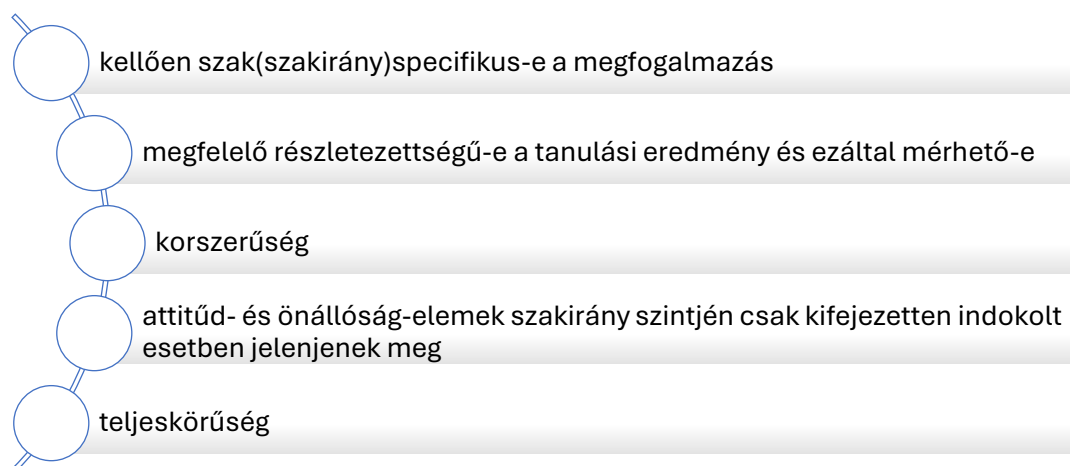 kellően szak(szakirány)specifikus-e a megfogalmazás
megfelelő részletezettségű-e a tanulási eredmény és ezáltal mérhető-e
korszerűség
attitűd- és önállóság-elemek szakirány szintjén csak kifejezetten indokolt
esetben jelenjenek meg
teljeskörűség